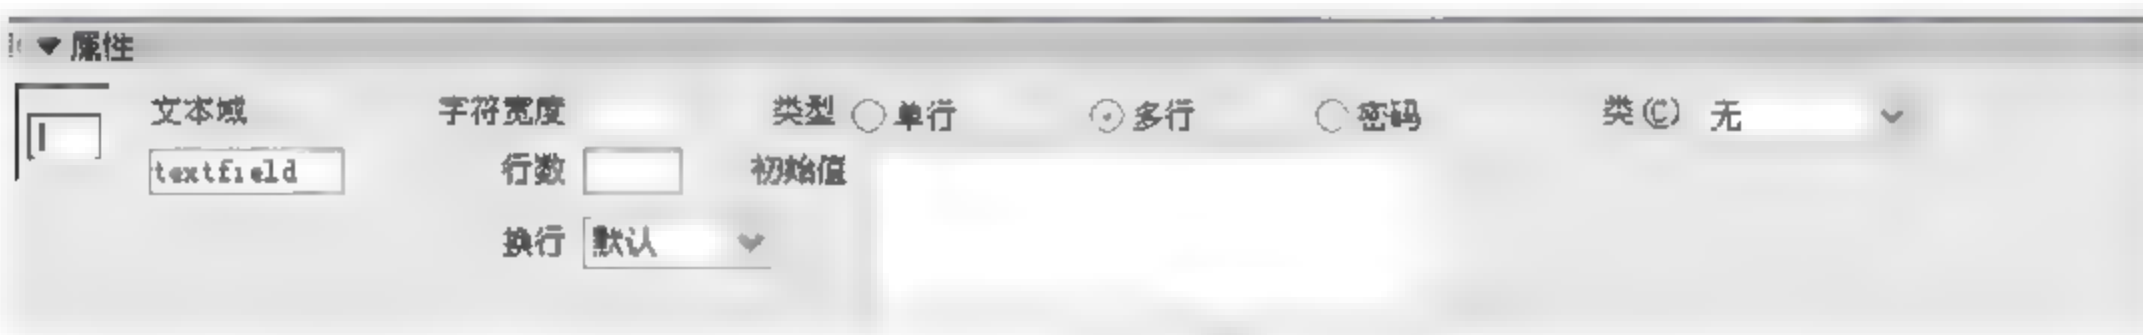 属性
文本域 字符宽度 类型 单行 多行 密码 类(C) 无
textfield 行数 初始值
换行 默认